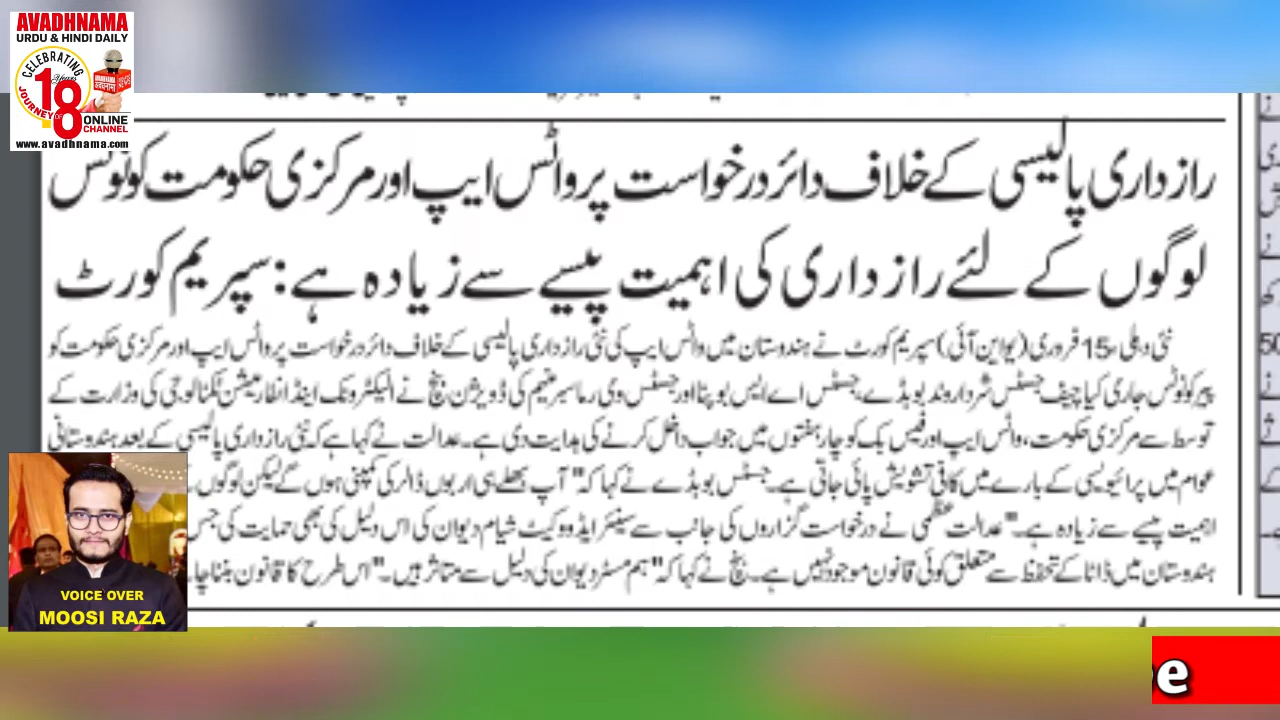 AVADHNAMA
URDU & HINDI DAILY
CELEBRATING
18 Years
JOURNEY OF
ONLINE
CHANNEL
www.avadhnama.com
رازداری پالیسی کے خلاف دائر درخواست پر واٹس ایپ اور مرکزی حکومت کو نوٹس
لوگوں کے لئے رازداری کی اہمیت پیسے سے زیادہ ہے: سپریم کورٹ
نئی دہلی، 15 فروری (یو این آئی) سپریم کورٹ نے ہندوستان میں واٹس ایپ کی نئی رازداری پالیسی کے خلاف دائر درخواست پر واٹس ایپ اور مرکزی حکومت کو
پیر کو نوٹس جاری کیا چیف جسٹس شرد اروند بوبڈے، جسٹس اے ایس بوپنا اور جسٹس وی راماسبرمنیم کی ڈویژن بنچ نے الیکٹرونک اینڈ انفارمیشن ٹکنالوجی کی وزارت کے
توسط سے مرکزی حکومت، واٹس ایپ اور فیس بک کو چار ہفتوں میں جواب داخل کرنے کی ہدایت دی ہے۔ عدالت نے کہا ہے کہ نئی رازداری پالیسی کے بعد ہندوستانی
عوام میں پرائیویسی کے بارے میں کافی تشویش پائی جاتی ہے۔ جسٹس بوبڈے نے کہا کہ "آپ بھلے ہی اربوں ڈالر کی کمپنی ہوں گے لیکن لوگوں
اہمیت پیسے سے زیادہ ہے۔" عدالت عظمی نے درخواست گزاروں کی جانب سے سینئر ایڈووکیٹ شیام دیوان کی اس دلیل کی بھی حمایت کی جس
ہندوستان میں ڈاٹا کے تحفظ سے متعلق کوئی قانون موجود نہیں ہے۔ بنچ نے کہا کہ "ہم مسٹر دیوان کی دلیل سے متاثر ہیں۔" اس طرح کا قانون بننا چا
VOICE OVER
MOOSI RAZA
e